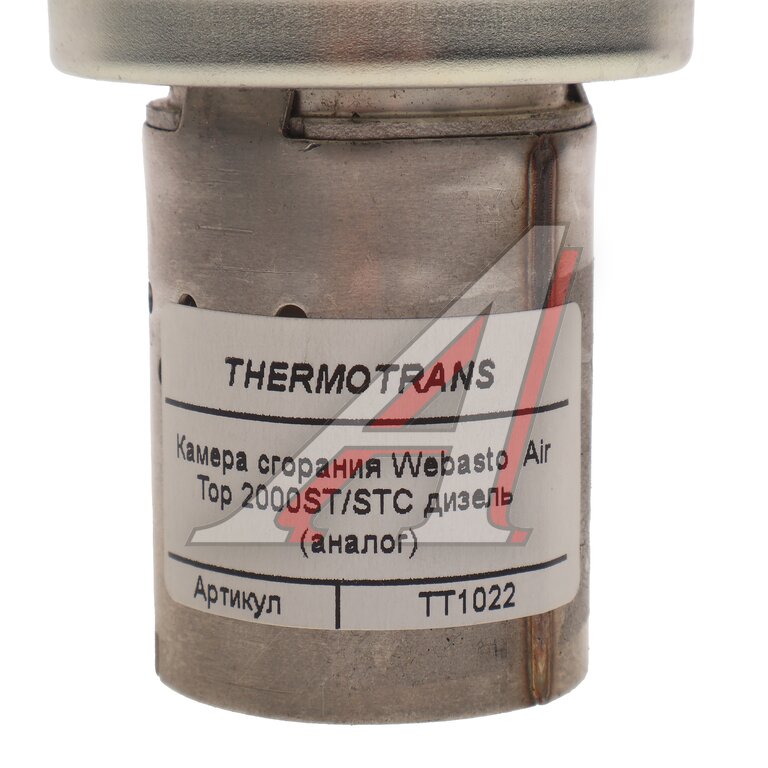 THERMOTRANS
Камера сгорания Webasto Air
Top 2000ST/STC дизель
(аналог)
Артикул TT1022